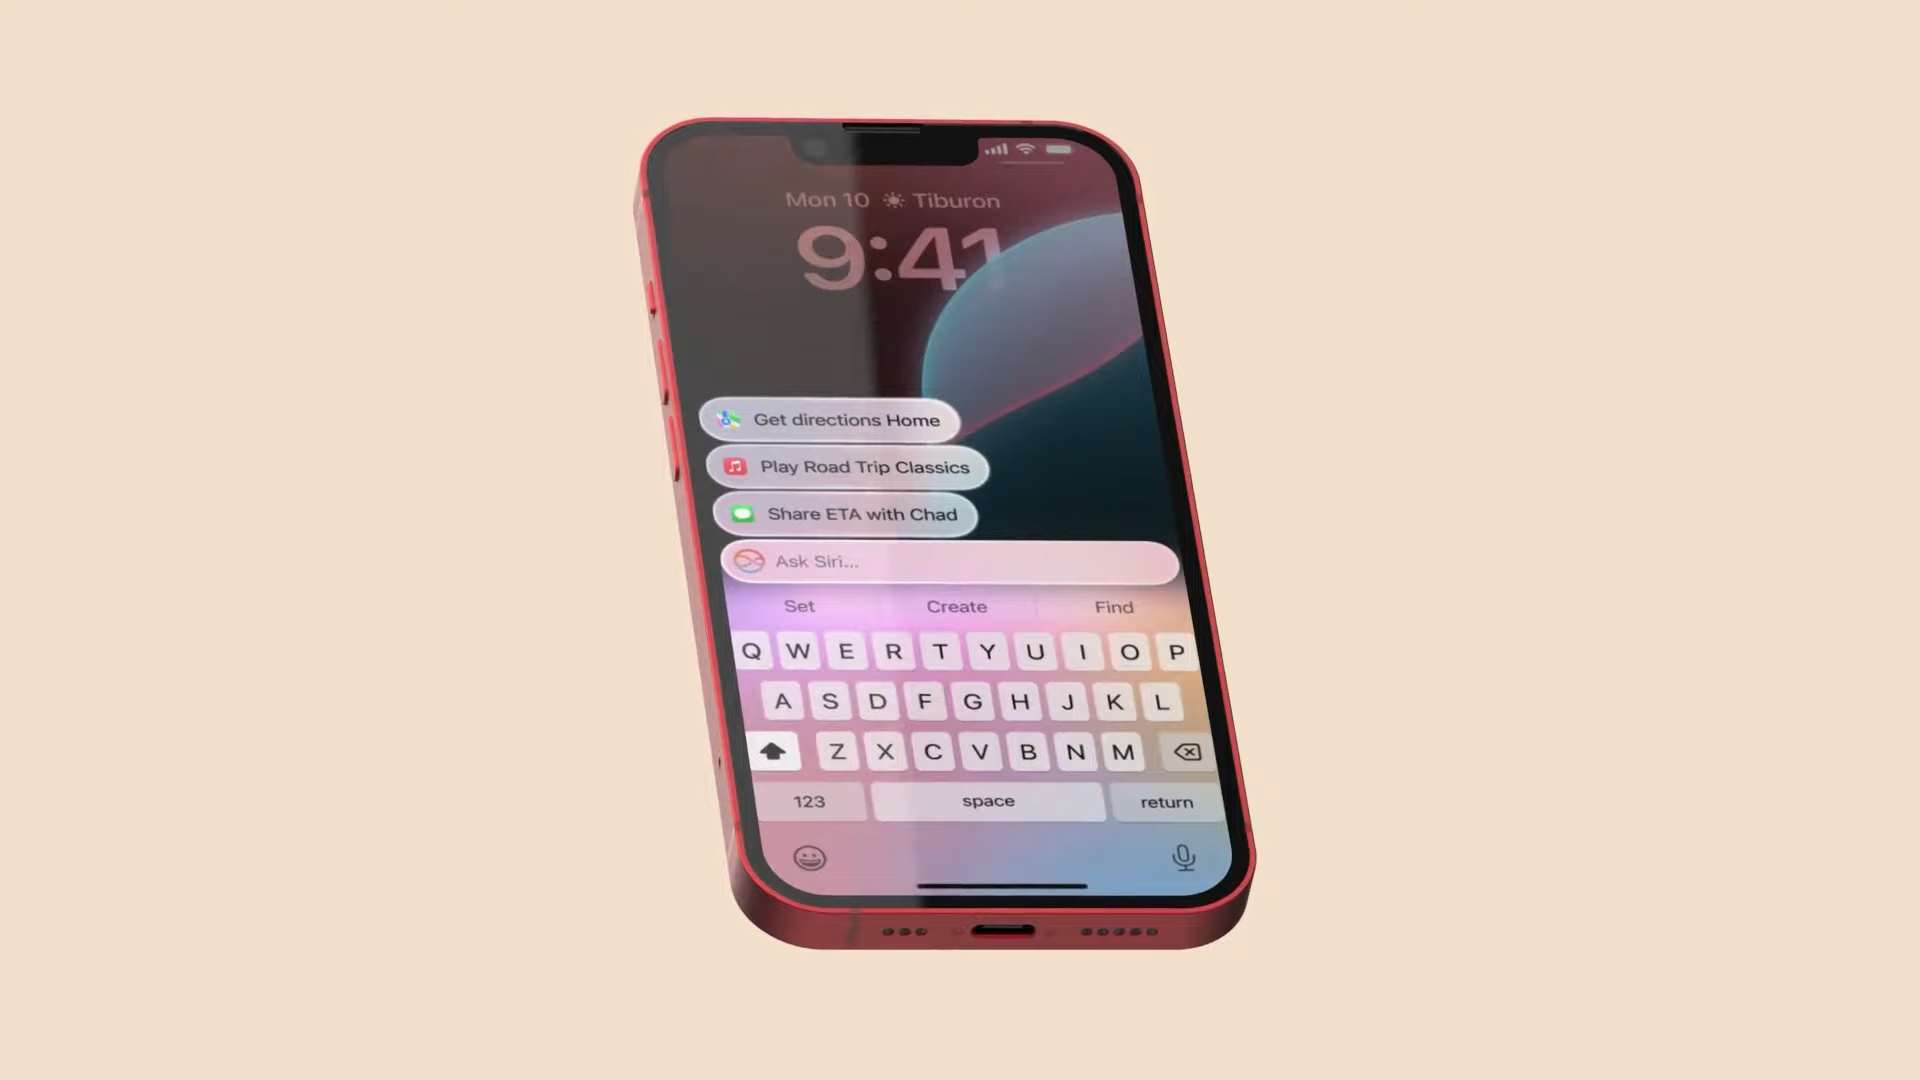 Mon 10 Tiburon
9:41
Get directions Home
Play Road Trip Classics
Share ETA with Chad
Ask Siri...
Set Create Find
Q W E R T Y U I O P
A S D F G H J K L
Z X C V B N M
123 space return